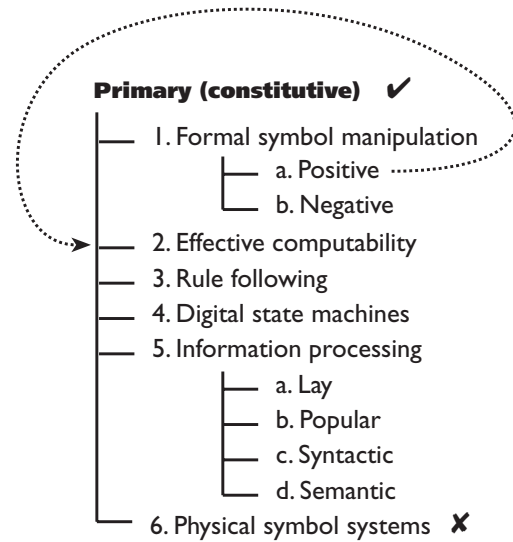 Primary (constitutive) ✔
1. Formal symbol manipulation
a. Positive
b. Negative
2. Effective computability
3. Rule following
4. Digital state machines
5. Information processing
a. Lay
b. Popular
c. Syntactic
d. Semantic
6. Physical symbol systems ✘